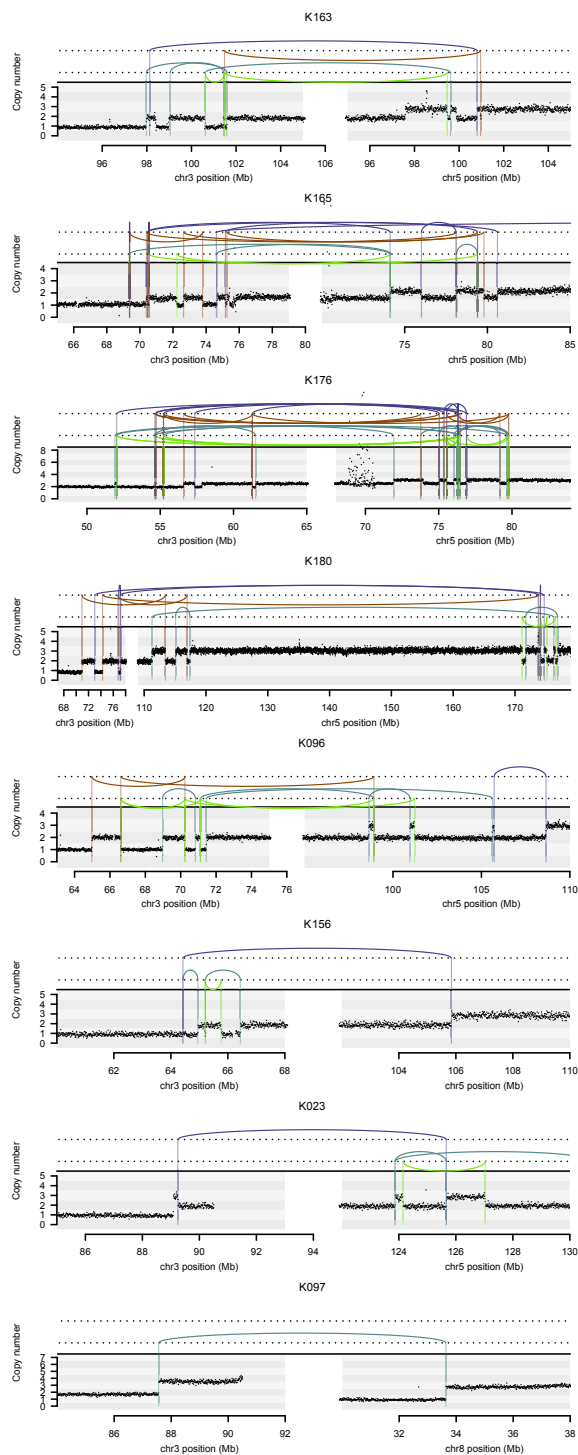 K163
Copy number
5
4
3
2
1
0
96 98 100 102 104 106 96 98 100 102 104
chr3 position (Mb) chr5 position (Mb)
K165
Copy number
4
3
2
1
0
66 68 70 72 74 76 78 80 75 80 85
chr3 position (Mb) chr5 position (Mb)
K176
Copy number
8
6
4
2
0
50 55 60 65 70 75 80
chr3 position (Mb) chr5 position (Mb)
K180
Copy number
5
4
3
2
1
0
68 70 72 74 76 78 110 120 130 140 150 160 170
chr3 position (Mb) chr5 position (Mb)
K096
Copy number
4
3
2
1
0
64 66 68 70 72 74 76 100 105 110
chr3 position (Mb) chr5 position (Mb)
K156
Copy number
5
4
3
2
1
0
62 64 66 68 104 106 108 110
chr3 position (Mb) chr5 position (Mb)
K023
Copy number
5
4
3
2
1
0
86 88 90 92 94 124 126 128 130
chr3 position (Mb) chr5 position (Mb)
K097
Copy number
7
6
5
4
3
2
1
0
86 88 90 92 32 34 36 38
chr3 position (Mb) chr8 position (Mb)